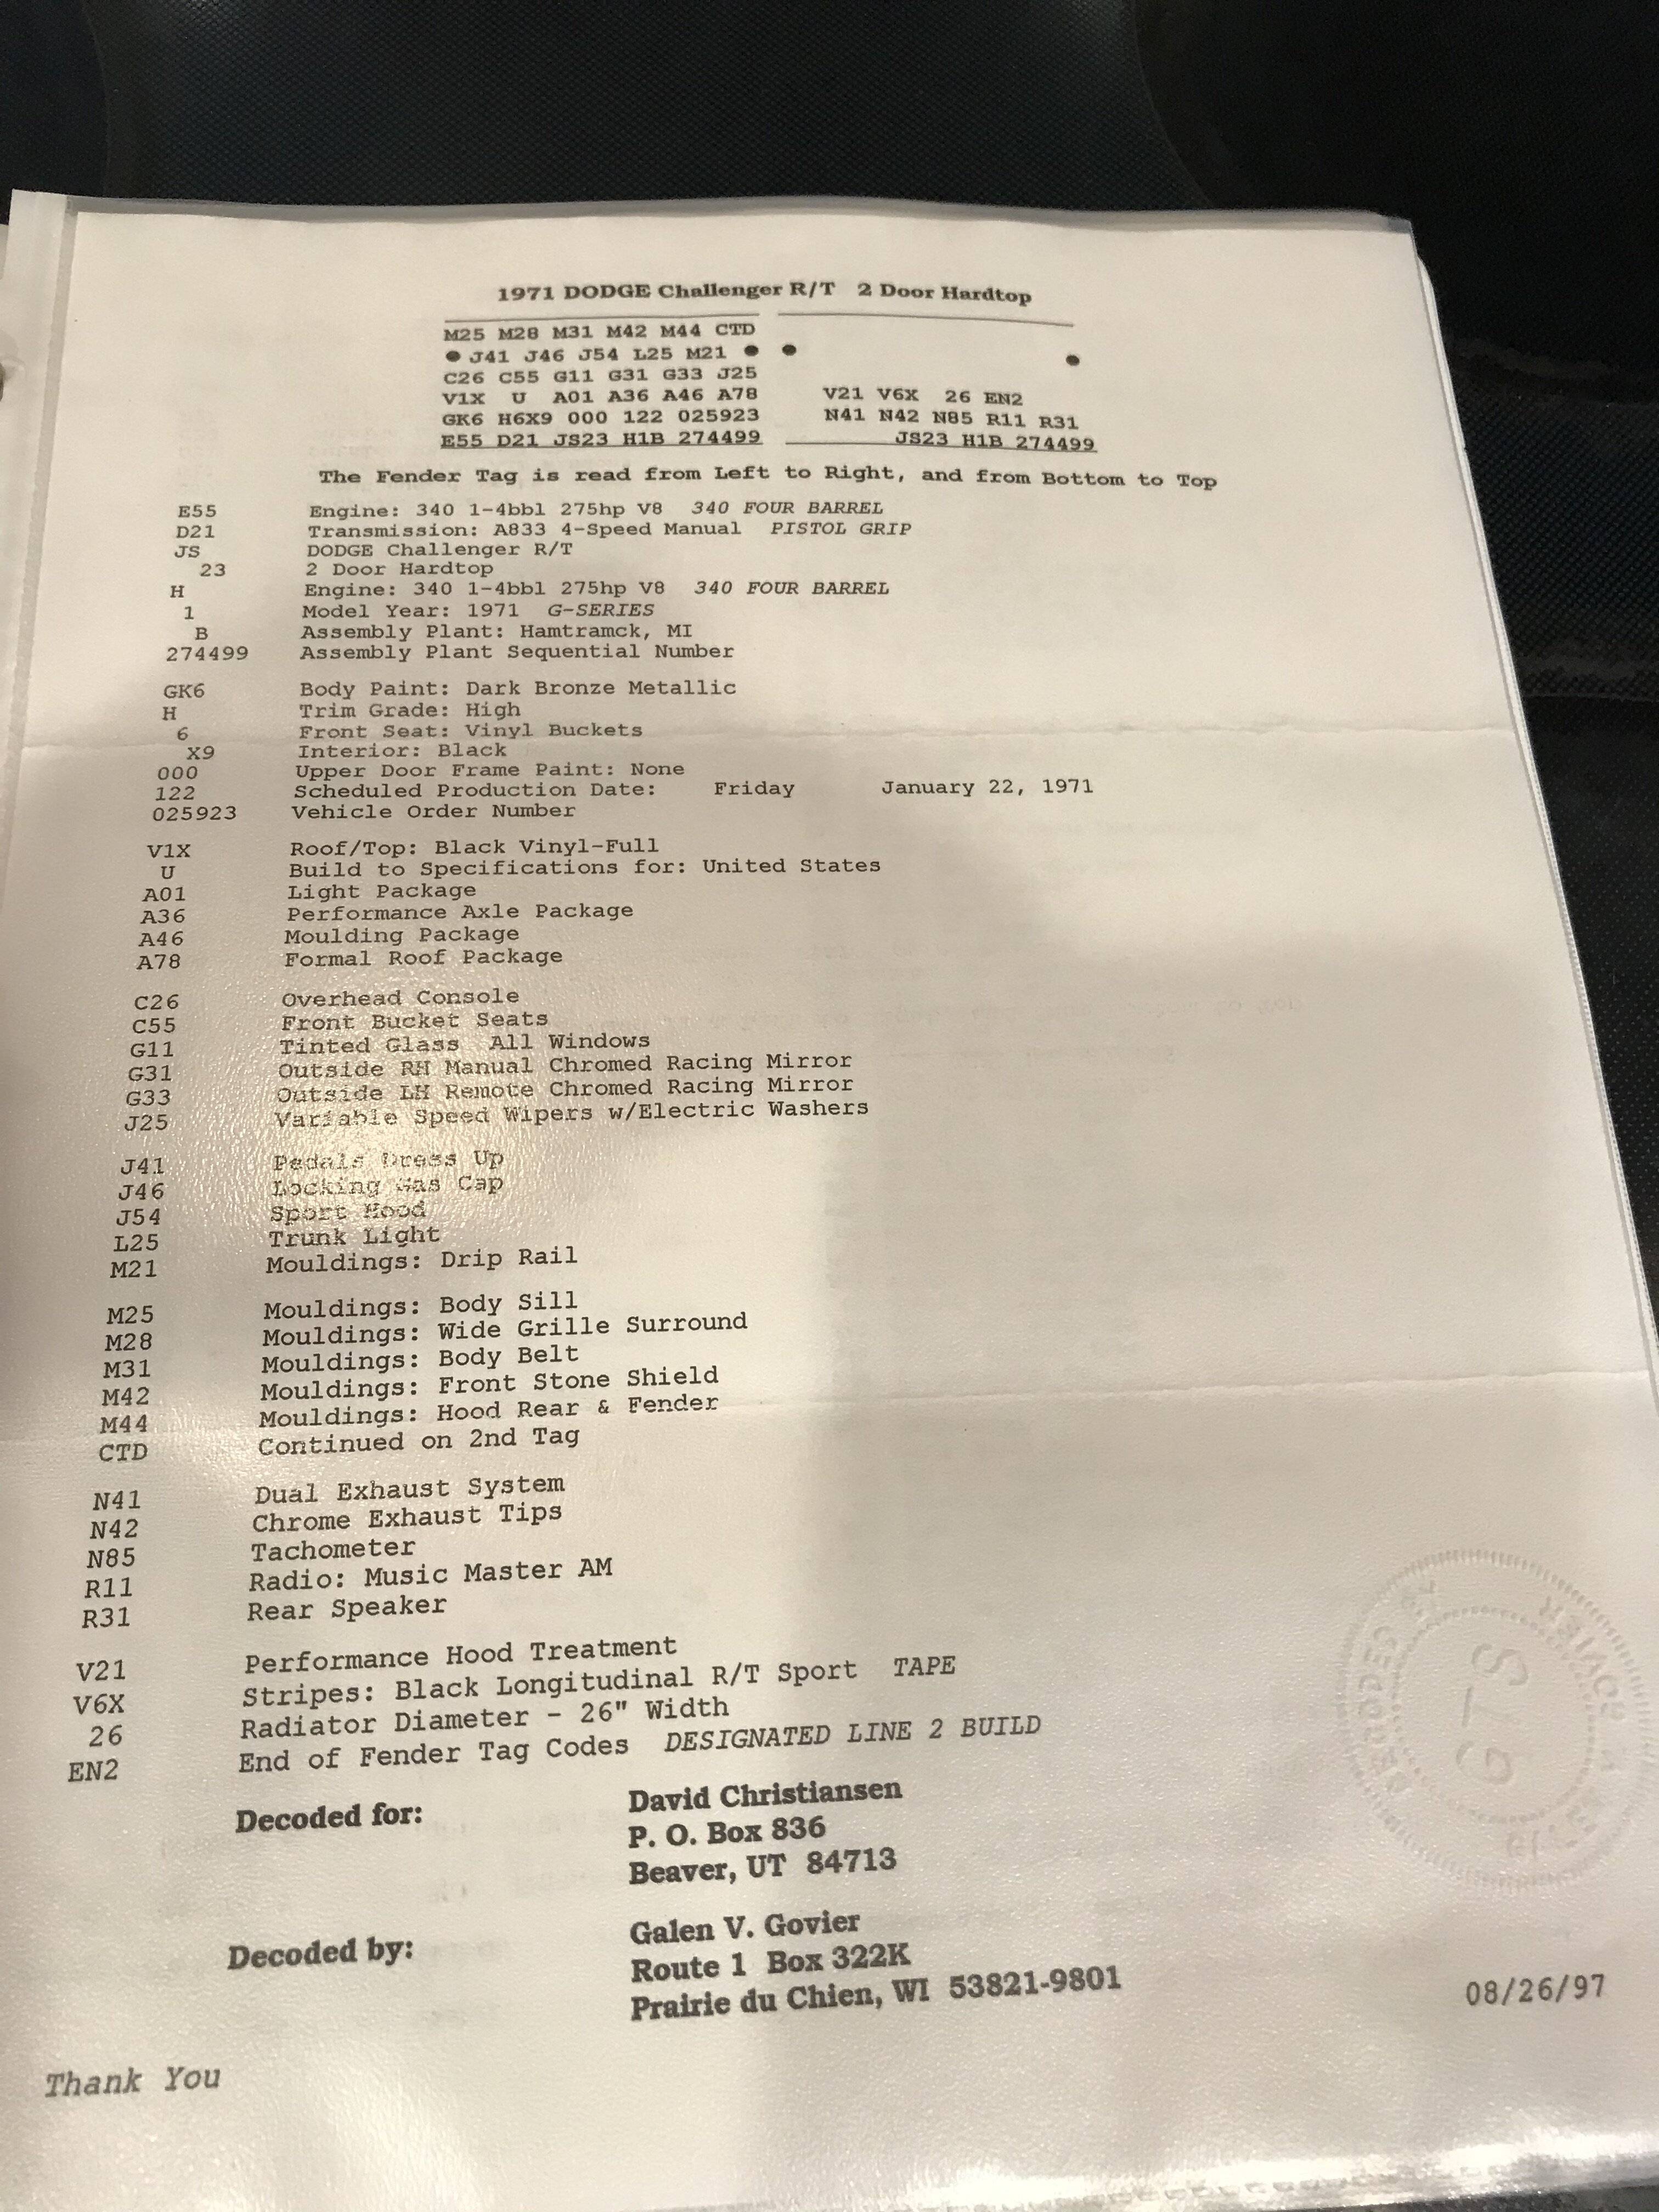 1971 DODGE Challenger R/T 2 Door Hardtop
M25 M28 M31 M42 M44 CTD
J41 J46 J54 L25 M21
C26 C55 G11 G31 G33 J25
V1X U A01 A36 A46 A78 V21 V6X 26 EN2
GK6 H6X9 000 122 025923 N41 N42 N85 R11 R31
E55 D21 JS23 H1B 274499 JS23 H1B 274499
The Fender Tag is read from Left to Right, and from Bottom to Top
E55 Engine: 340 1-4bbl 275hp V8 340 FOUR BARREL
D21 Transmission: A833 4-Speed Manual PISTOL GRIP
JS DODGE Challenger R/T
23 2 Door Hardtop
H Engine: 340 1-4bbl 275hp V8 340 FOUR BARREL
1 Model Year: 1971 G-SERIES
B Assembly Plant: Hamtramck, MI
274499 Assembly Plant Sequential Number
GK6 Body Paint: Dark Bronze Metallic
H Trim Grade: High
6 Front Seat: Vinyl Buckets
X9 Interior: Black
000 Upper Door Frame Paint: None
122 Scheduled Production Date: Friday January 22, 1971
025923 Vehicle Order Number
V1X Roof/Top: Black Vinyl-Full
U Build to Specifications for: United States
A01 Light Package
A36 Performance Axle Package
A46 Moulding Package
A78 Formal Roof Package
C26 Overhead Console
C55 Front Bucket Seats
G11 Tinted Glass All Windows
G31 Outside RH Manual Chromed Racing Mirror
G33 Outside LH Remote Chromed Racing Mirror
J25 Variable Speed Wipers w/Electric Washers
J41 Pedals Dress Up
J46 Locking Gas Cap
J54 Sport Hood
L25 Trunk Light
M21 Mouldings: Drip Rail
M25 Mouldings: Body Sill
M28 Mouldings: Wide Grille Surround
M31 Mouldings: Body Belt
M42 Mouldings: Front Stone Shield
M44 Mouldings: Hood Rear & Fender
CTD Continued on 2nd Tag
N41 Dual Exhaust System
N42 Chrome Exhaust Tips
N85 Tachometer
R11 Radio: Music Master AM
R31 Rear Speaker
V21 Performance Hood Treatment
V6X Stripes: Black Longitudinal R/T Sport TAPE
26 Radiator Diameter - 26" Width
EN2 End of Fender Tag Codes DESIGNATED LINE 2 BUILD
Decoded for: David Christiansen
P. O. Box 836
Beaver, UT 84713
Decoded by: Galen V. Govier
Route 1 Box 322K
Prairie du Chien, WI 53821-9801
08/26/97
Thank You